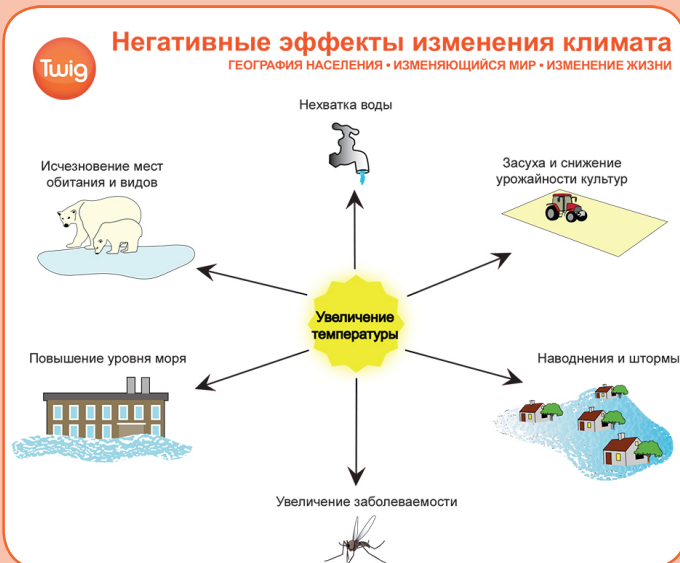 Twig
Негативные эффекты изменения климата
ГЕОГРАФИЯ НАСЕЛЕНИЯ • ИЗМЕНЯЮЩИЙСЯ МИР • ИЗМЕНЕНИЕ ЖИЗНИ
Нехватка воды
Исчезновение мест
обитания и видов
Засуха и снижение
урожайности культур
Увеличение
температуры
Повышение уровня моря
Наводнения и штормы
Увеличение заболеваемости